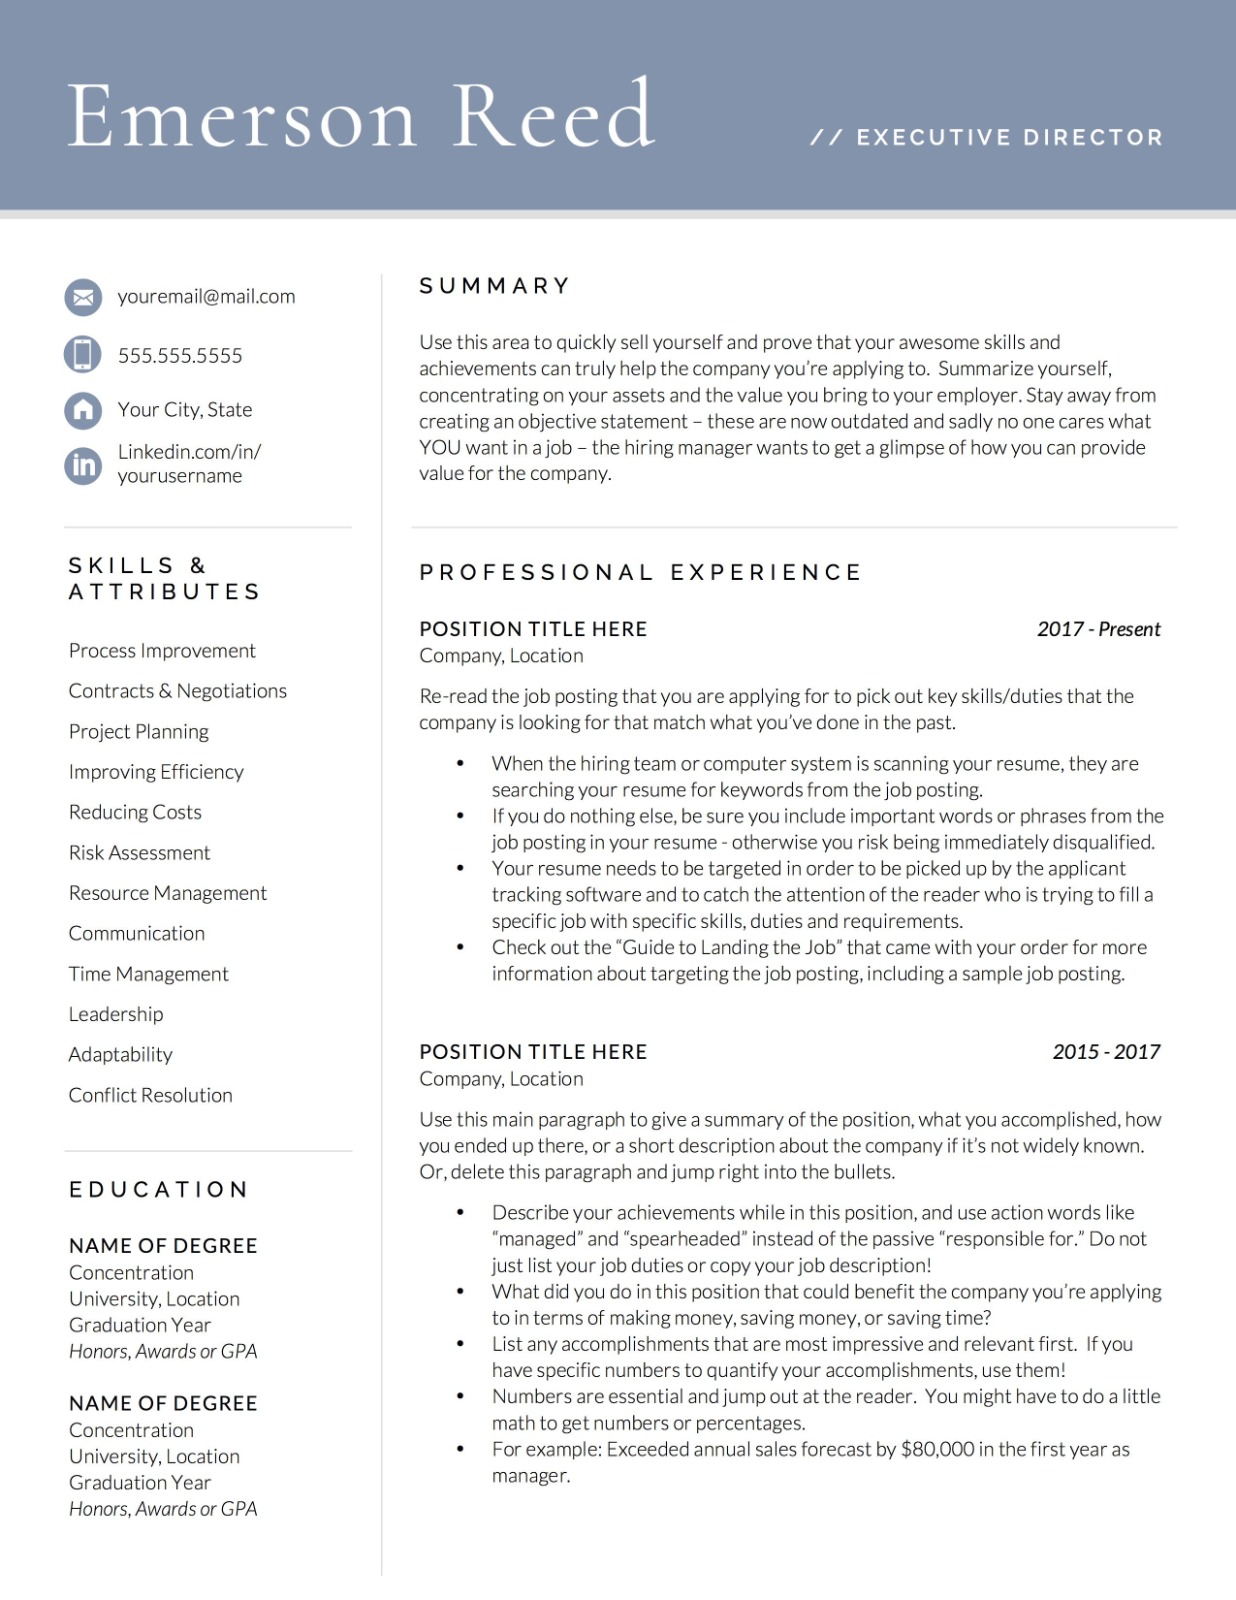 Emerson Reed
// EXECUTIVE DIRECTOR
youremail@mail.com
555.555.5555
Your City, State
Linkedin.com/in/
yourusername
SKILLS &
ATTRIBUTES
Process Improvement
Contracts & Negotiations
Project Planning
Improving Efficiency
Reducing Costs
Risk Assessment
Resource Management
Communication
Time Management
Leadership
Adaptability
Conflict Resolution
EDUCATION
NAME OF DEGREE
Concentration
University, Location
Graduation Year
Honors, Awards or GPA
NAME OF DEGREE
Concentration
University, Location
Graduation Year
Honors, Awards or GPA
SUMMARY
Use this area to quickly sell yourself and prove that your awesome skills and
achievements can truly help the company you're applying to.  Summarize yourself,
concentrating on your assets and the value you bring to your employer. Stay away from
creating an objective statement – these are now outdated and sadly no one cares what
YOU want in a job – the hiring manager wants to get a glimpse of how you can provide
value for the company.
PROFESSIONAL EXPERIENCE
POSITION TITLE HERE 2017 - Present
Company, Location
Re-read the job posting that you are applying for to pick out key skills/duties that the
company is looking for that match what you've done in the past.
• When the hiring team or computer system is scanning your resume, they are
searching your resume for keywords from the job posting.
• If you do nothing else, be sure you include important words or phrases from the
job posting in your resume - otherwise you risk being immediately disqualified.
• Your resume needs to be targeted in order to be picked up by the applicant
tracking software and to catch the attention of the reader who is trying to fill a
specific job with specific skills, duties and requirements.
• Check out the “Guide to Landing the Job” that came with your order for more
information about targeting the job posting, including a sample job posting.
POSITION TITLE HERE 2015 - 2017
Company, Location
Use this main paragraph to give a summary of the position, what you accomplished, how
you ended up there, or a short description about the company if it's not widely known.
Or, delete this paragraph and jump right into the bullets.
• Describe your achievements while in this position, and use action words like
“managed” and “spearheaded” instead of the passive “responsible for.” Do not
just list your job duties or copy your job description!
• What did you do in this position that could benefit the company you're applying
to in terms of making money, saving money, or saving time?
• List any accomplishments that are most impressive and relevant first.  If you
have specific numbers to quantify your accomplishments, use them!
• Numbers are essential and jump out at the reader.  You might have to do a little
math to get numbers or percentages.
• For example: Exceeded annual sales forecast by $80,000 in the first year as
manager.